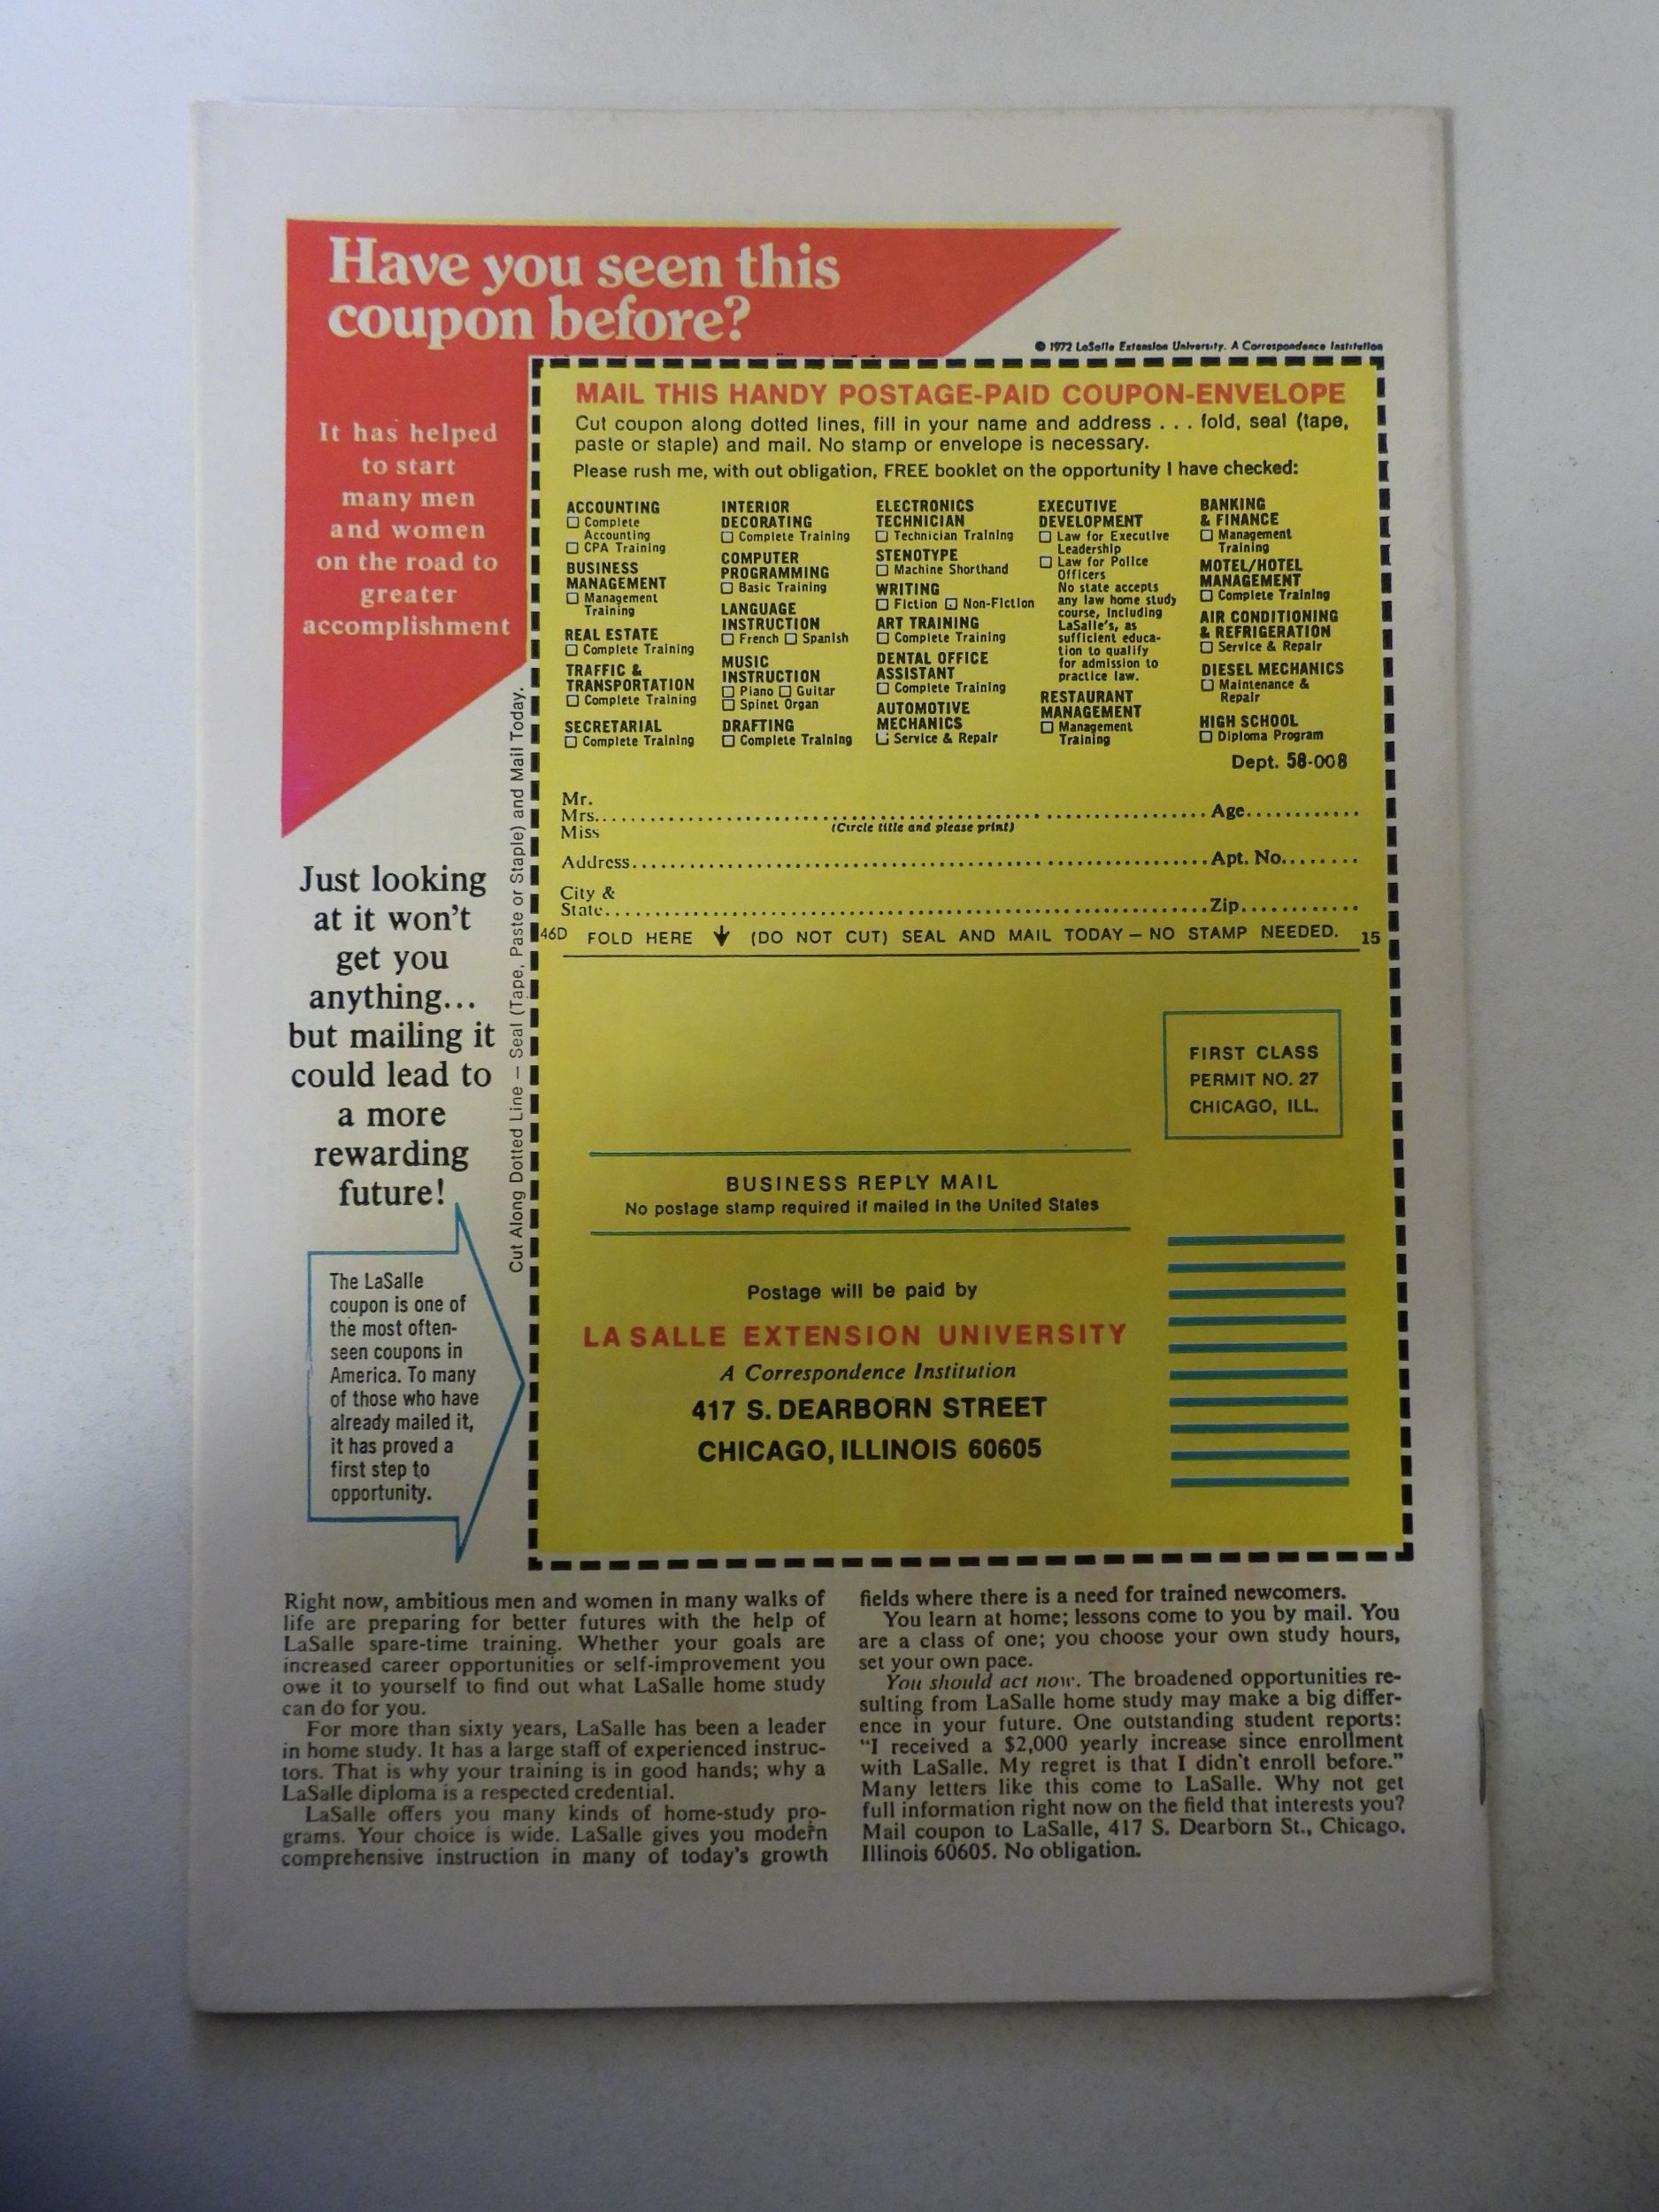 Have you seen this
coupon before?
© 1972 LaSalle Extension University. A Correspondence Institution
It has helped
to start
many men
and women
on the road to
greater
accomplishment
Just looking
at it won't
get you
anything...
but mailing it
could lead to
a more
rewarding
future!
The LaSalle
coupon is one of
the most often-
seen coupons in
America. To many
of those who have
already mailed it,
it has proved a
first step to
opportunity.
Cut Along Dotted Line – Seal (Tape, Paste or Staple) and Mail Today.
MAIL THIS HANDY POSTAGE-PAID COUPON-ENVELOPE
Cut coupon along dotted lines, fill in your name and address . . . fold, seal (tape,
paste or staple) and mail. No stamp or envelope is necessary.
Please rush me, with out obligation, FREE booklet on the opportunity I have checked:
ACCOUNTING
☐ Complete
Accounting
☐ CPA Training
BUSINESS
MANAGEMENT
☐ Management
Training
REAL ESTATE
☐ Complete Training
TRAFFIC &
TRANSPORTATION
☐ Complete Training
SECRETARIAL
☐ Complete Training
INTERIOR
DECORATING
☐ Complete Training
COMPUTER
PROGRAMMING
☐ Basic Training
LANGUAGE
INSTRUCTION
☐ French ☐ Spanish
MUSIC
INSTRUCTION
☐ Piano ☐ Guitar
☐ Spinet Organ
DRAFTING
☐ Complete Training
ELECTRONICS
TECHNICIAN
☐ Technician Training
STENOTYPE
☐ Machine Shorthand
WRITING
☐ Fiction ☐ Non-Fiction
ART TRAINING
☐ Complete Training
DENTAL OFFICE
ASSISTANT
☐ Complete Training
AUTOMOTIVE
MECHANICS
☐ Service & Repair
EXECUTIVE
DEVELOPMENT
☐ Law for Executive
Leadership
☐ Law for Police
Officers
No state accepts
any law home study
course, including
LaSalle's, as
sufficient educa-
tion to qualify
for admission to
practice law.
RESTAURANT
MANAGEMENT
☐ Management
Training
BANKING
& FINANCE
☐ Management
Training
MOTEL/HOTEL
MANAGEMENT
☐ Complete Training
AIR CONDITIONING
& REFRIGERATION
☐ Service & Repair
DIESEL MECHANICS
☐ Maintenance &
Repair
HIGH SCHOOL
☐ Diploma Program
Dept. 58-008
Mr.
Mrs. Age
Miss (Circle title and please print)
Address Apt. No.
City &
State Zip
46D FOLD HERE ↓ (DO NOT CUT) SEAL AND MAIL TODAY – NO STAMP NEEDED. 15
FIRST CLASS
PERMIT NO. 27
CHICAGO, ILL.
BUSINESS REPLY MAIL
No postage stamp required if mailed in the United States
Postage will be paid by
LA SALLE EXTENSION UNIVERSITY
A Correspondence Institution
417 S. DEARBORN STREET
CHICAGO, ILLINOIS 60605
Right now, ambitious men and women in many walks of
life are preparing for better futures with the help of
LaSalle spare-time training. Whether your goals are
increased career opportunities or self-improvement you
owe it to yourself to find out what LaSalle home study
can do for you.
For more than sixty years, LaSalle has been a leader
in home study. It has a large staff of experienced instruc-
tors. That is why your training is in good hands; why a
LaSalle diploma is a respected credential.
LaSalle offers you many kinds of home-study pro-
grams. Your choice is wide. LaSalle gives you modern
comprehensive instruction in many of today's growth
fields where there is a need for trained newcomers.
You learn at home; lessons come to you by mail. You
are a class of one; you choose your own study hours,
set your own pace.
You should act now. The broadened opportunities re-
sulting from LaSalle home study may make a big differ-
ence in your future. One outstanding student reports:
"I received a $2,000 yearly increase since enrollment
with LaSalle. My regret is that I didn't enroll before."
Many letters like this come to LaSalle. Why not get
full information right now on the field that interests you?
Mail coupon to LaSalle, 417 S. Dearborn St., Chicago,
Illinois 60605. No obligation.